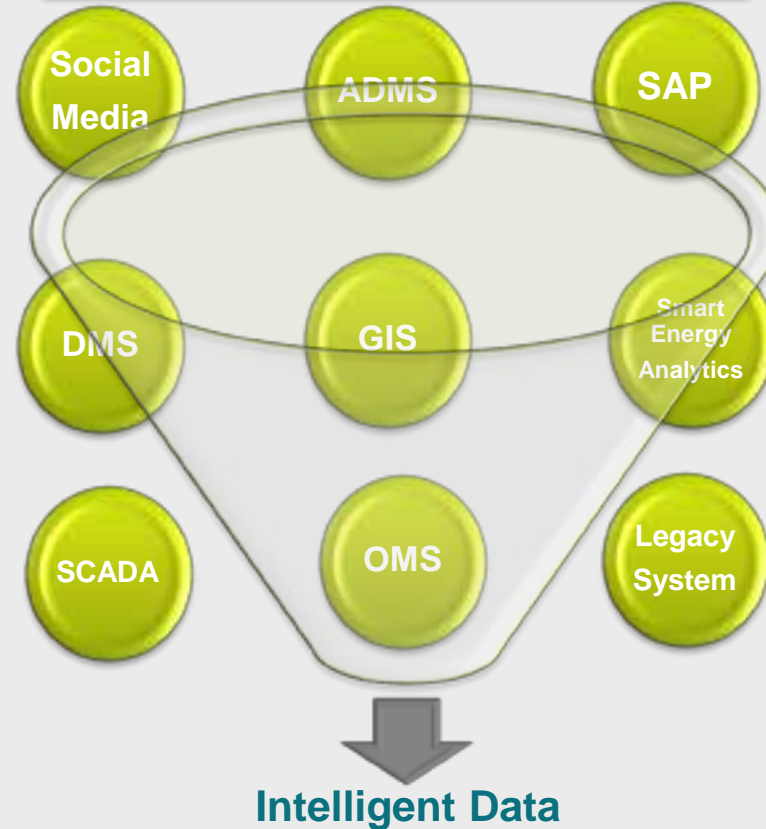 Social
Media
ADMS
SAP
DMS
GIS
Smart
Energy
Analytics
SCADA
OMS
Legacy
System
Intelligent Data